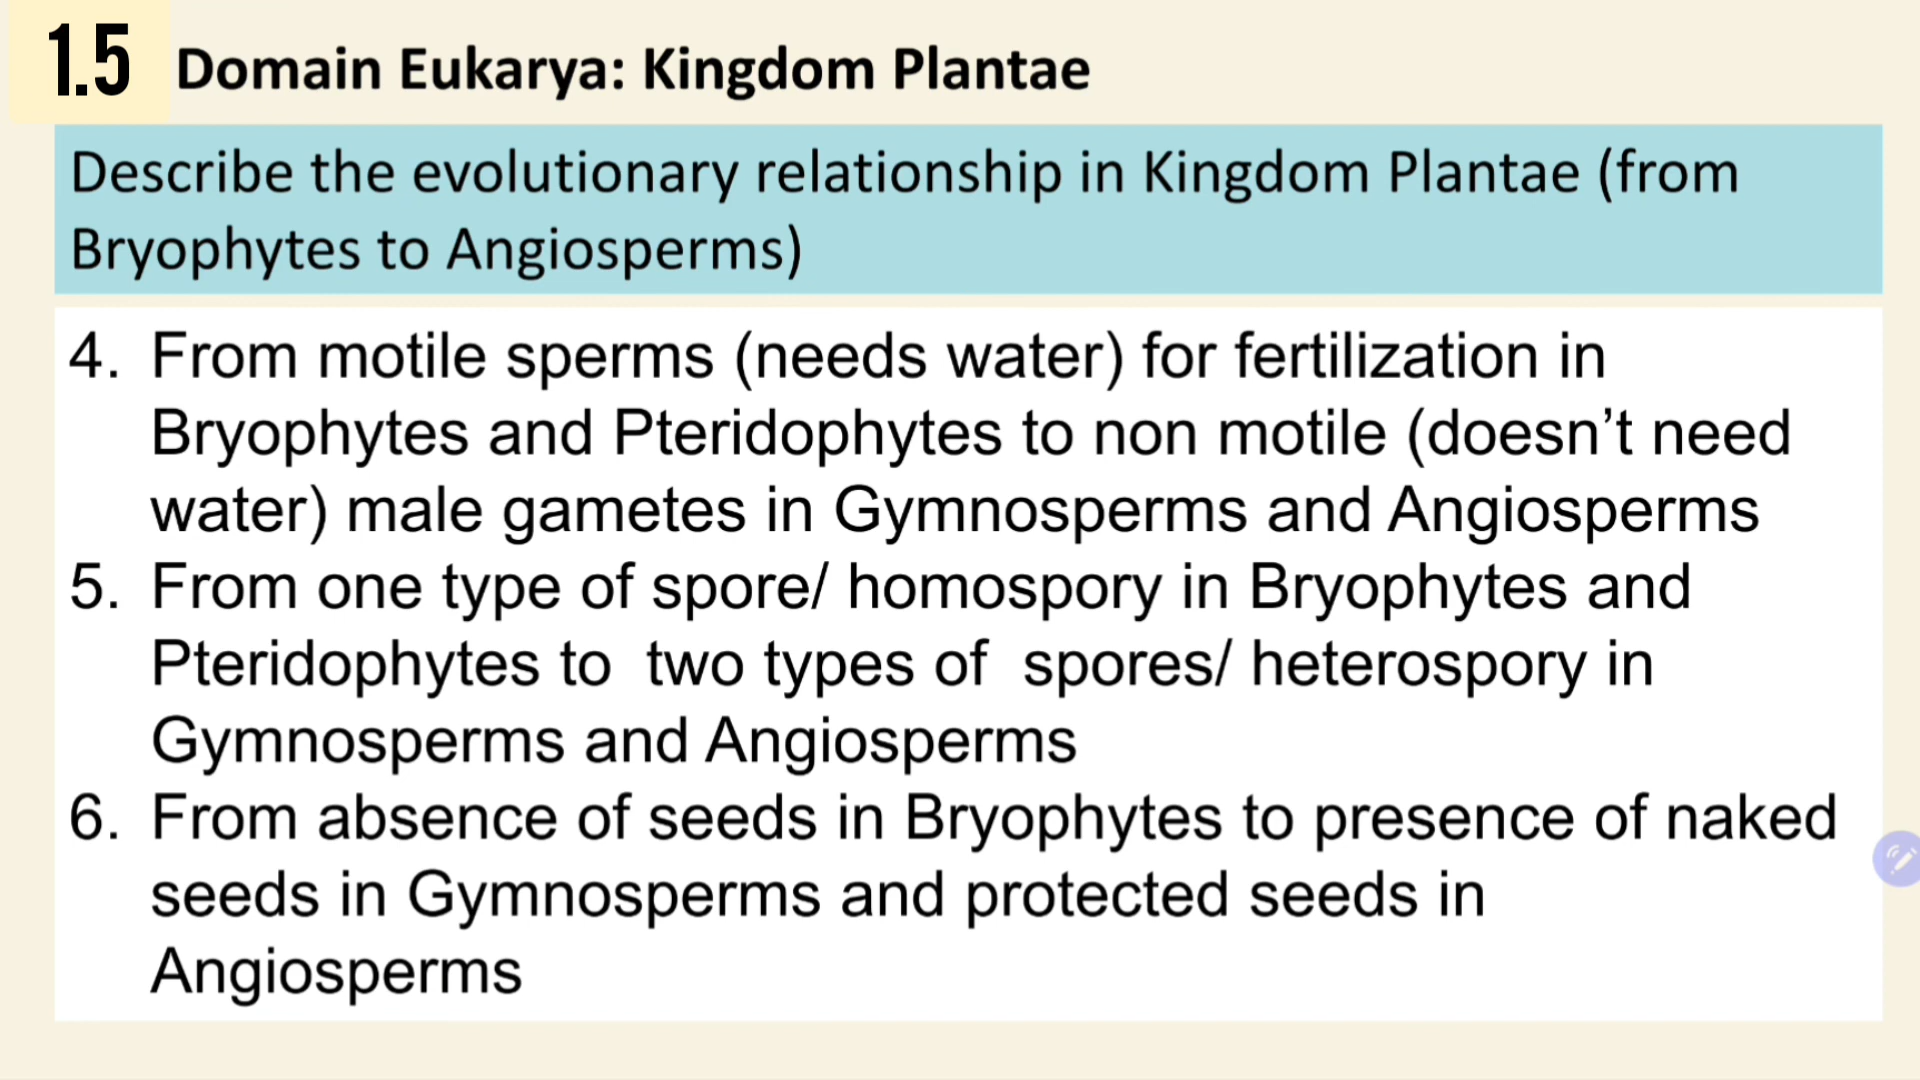 1.5 Domain Eukarya: Kingdom Plantae
Describe the evolutionary relationship in Kingdom Plantae (from
Bryophytes to Angiosperms)
4. From motile sperms (needs water) for fertilization in
Bryophytes and Pteridophytes to non motile (doesn’t need
water) male gametes in Gymnosperms and Angiosperms
5. From one type of spore/ homospory in Bryophytes and
Pteridophytes to two types of spores/ heterospory in
Gymnosperms and Angiosperms
6. From absence of seeds in Bryophytes to presence of naked
seeds in Gymnosperms and protected seeds in
Angiosperms